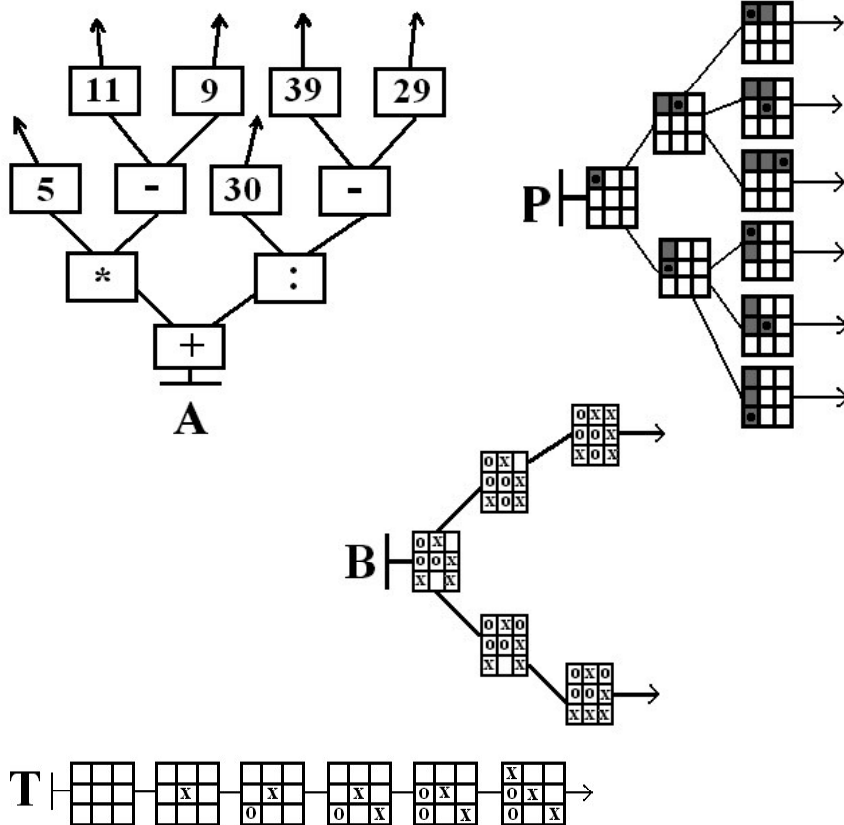 11 9 39 29
5 - 30 -
* :
+
A
P
B
o x
o o x
x x
o x
o o x
x o x
o x x
o o x
x o x
o x o
o o x
x x
o x o
o o x
x x x
T
x
x
o
x
o x
o x
o x
x
o x
o x